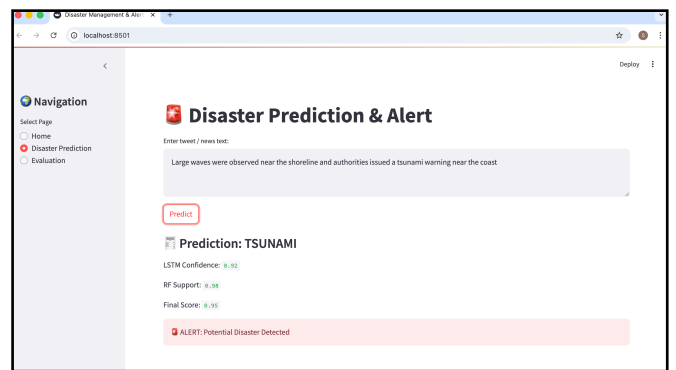 Disaster Management & Alert
localhost:8501
Deploy
Navigation
Select Page
Home
Disaster Prediction
Evaluation
Disaster Prediction & Alert
Enter tweet / news text:
Large waves were observed near the shoreline and authorities issued a tsunami warning near the coast
Predict
Prediction: TSUNAMI
LSTM Confidence: 0.92
RF Support: 0.98
Final Score: 0.95
ALERT: Potential Disaster Detected